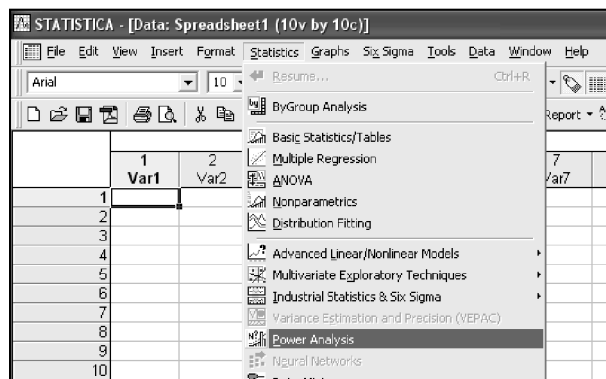 STATISTICA - [Data: Spreadsheet1 (10v by 10c)]
File Edit View Insert Format Statistics Graphs Six Sigma Tools Data Window Help
Arial 10
Resume... Ctrl+R
ByGroup Analysis
Report
Basic Statistics/Tables
1 2 Multiple Regression 7
Var1 Var2 ANOVA Var7
1 Nonparametrics
2 Distribution Fitting
3
4 Advanced Linear/Nonlinear Models
5 Multivariate Exploratory Techniques
6 Industrial Statistics & Six Sigma
7 Variance Estimation and Precision (VEPAC)
8 Power Analysis
9 Neural Networks
10